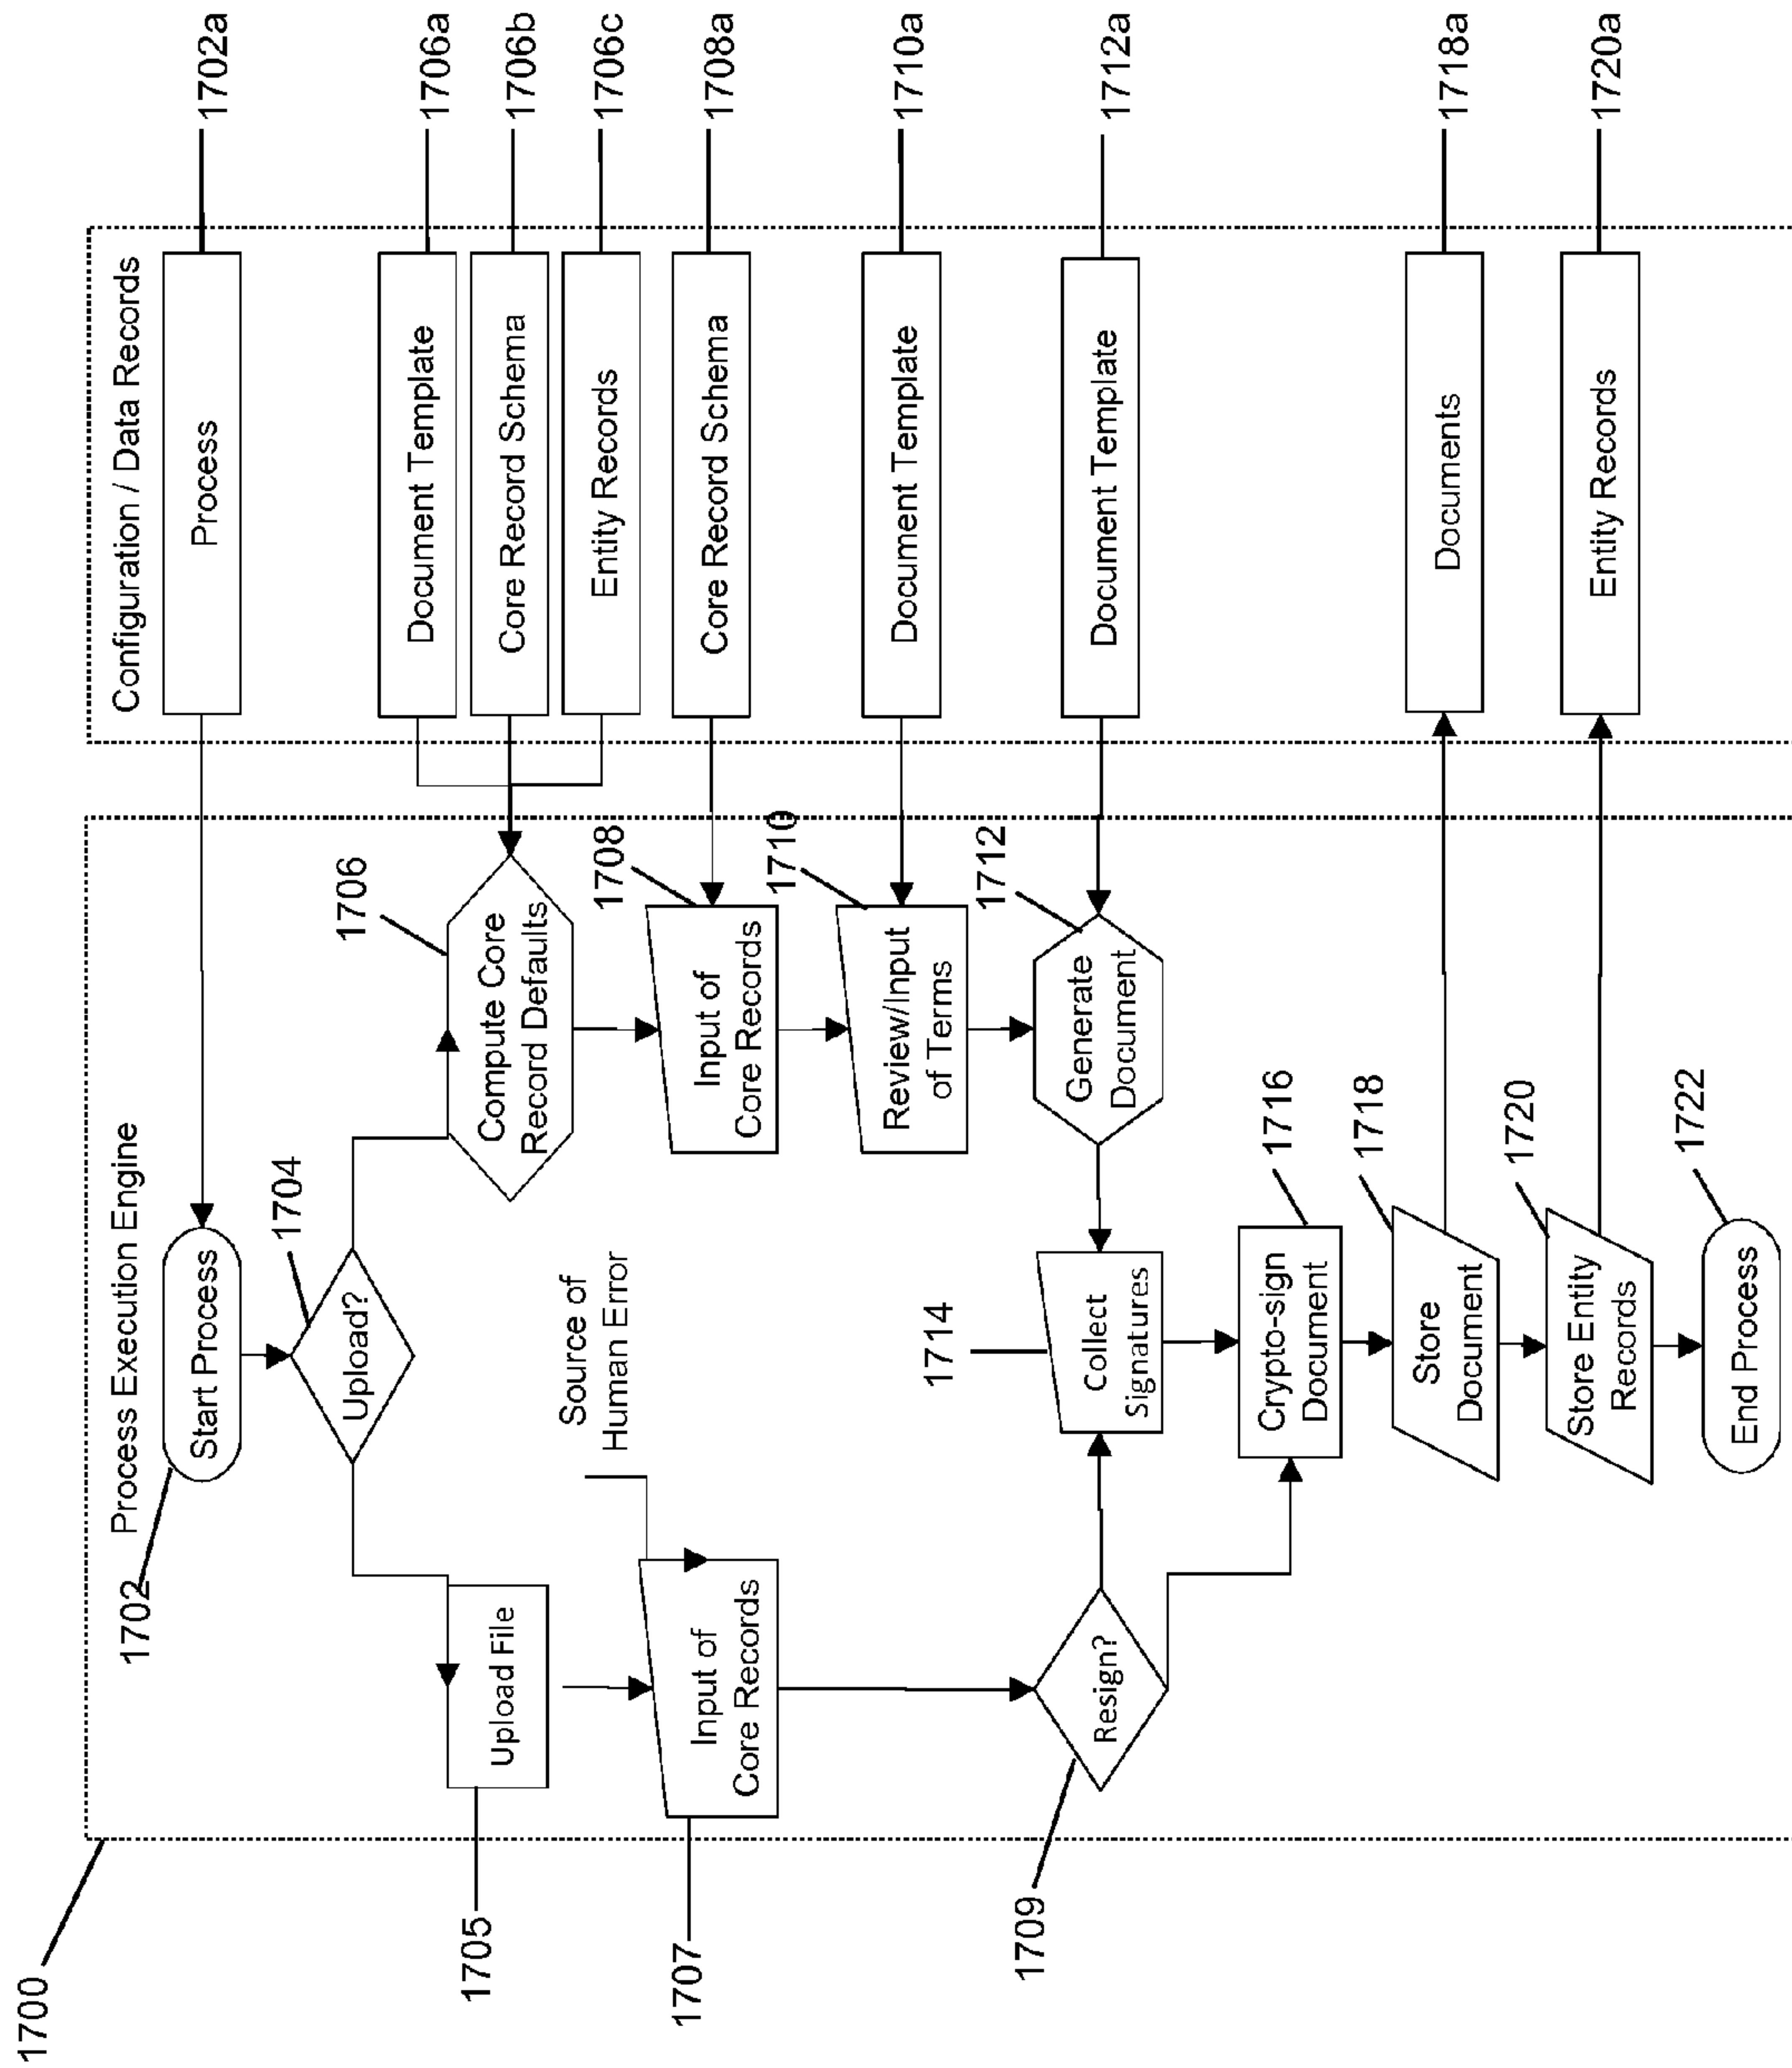 1700
Process Execution Engine
Configuration / Data Records
1702
Start Process
Process
1702a
1704
Upload?
1705
Upload File
1706
Compute Core
Record Defaults
Document Template
1706a
Core Record Schema
1706b
Entity Records
1706c
Source of
Human Error
1707
Input of
Core Records
1708
Input of
Core Records
Core Record Schema
1708a
1710
Review/Input
of Terms
Document Template
1710a
1709
Resign?
1712
Generate
Document
Document Template
1712a
1714
Collect
Signatures
1716
Crypto-sign
Document
1718
Store
Document
Documents
1718a
1720
Store Entity
Records
Entity Records
1720a
1722
End Process